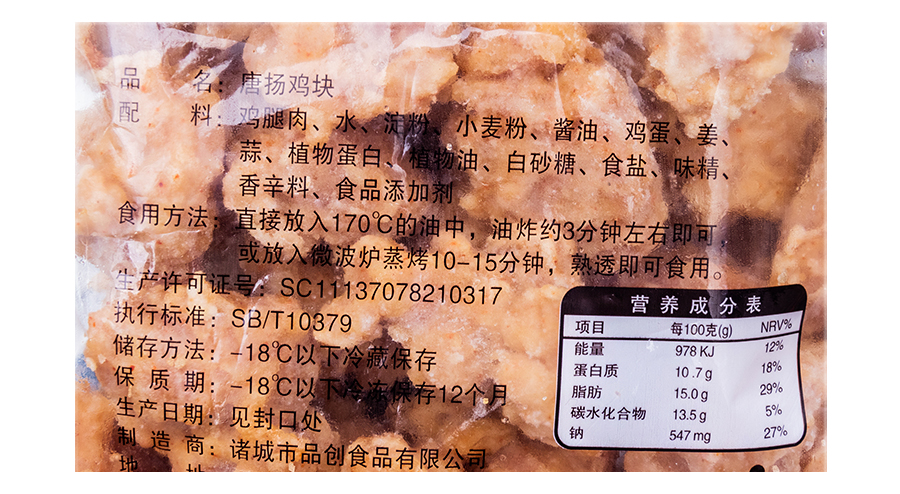 品 名：唐扬鸡块
配 料：鸡腿肉、水、淀粉、小麦粉、酱油、鸡蛋、姜、
蒜、植物蛋白、植物油、白砂糖、食盐、味精、
香辛料、食品添加剂
食用方法：直接放入170℃的油中，油炸约3分钟左右即可
或放入微波炉蒸烤10-15分钟，熟透即可食用。
生产许可证号：SC11137078210317
执行标准：SB/T10379
储存方法：-18℃以下冷藏保存
保 质 期：-18℃以下冷冻保存12个月
生产日期：见封口处
制 造 商：诸城市品创食品有限公司
地 址
营养成分表
项目 每100克(g) NRV%
能量 978 KJ 12%
蛋白质 10.7g 18%
脂肪 15.0g 29%
碳水化合物 13.5g 5%
钠 547mg 27%